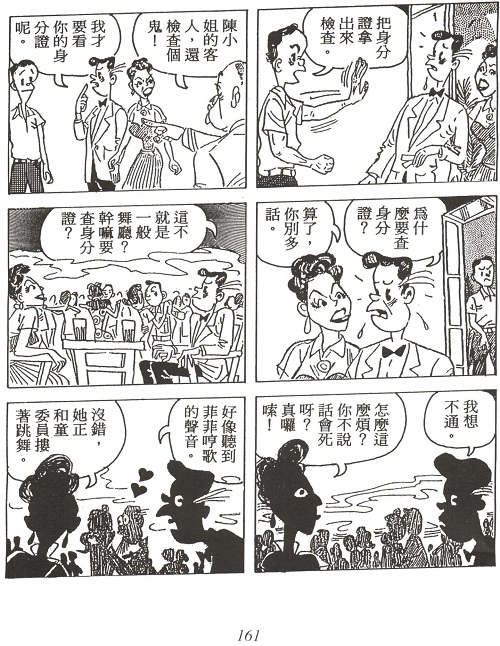 把身分
證拿
出來
檢查。
陳小
姐的客
人，還
檢查個
鬼！
我才
要看
你的身
分證
呢。
爲什
麼要查
身分
證？
算了，
你別多
話。
這不
就是
一般
舞廳？
幹嘛要
查身分
證？
我想
不通。
怎麼這
麼煩？
你不說
話會死
呀？
真囉
嗦！
好像聽到
菲菲哼歌
的聲音。
沒錯，
她正
和童
委員摟
著跳舞。
161